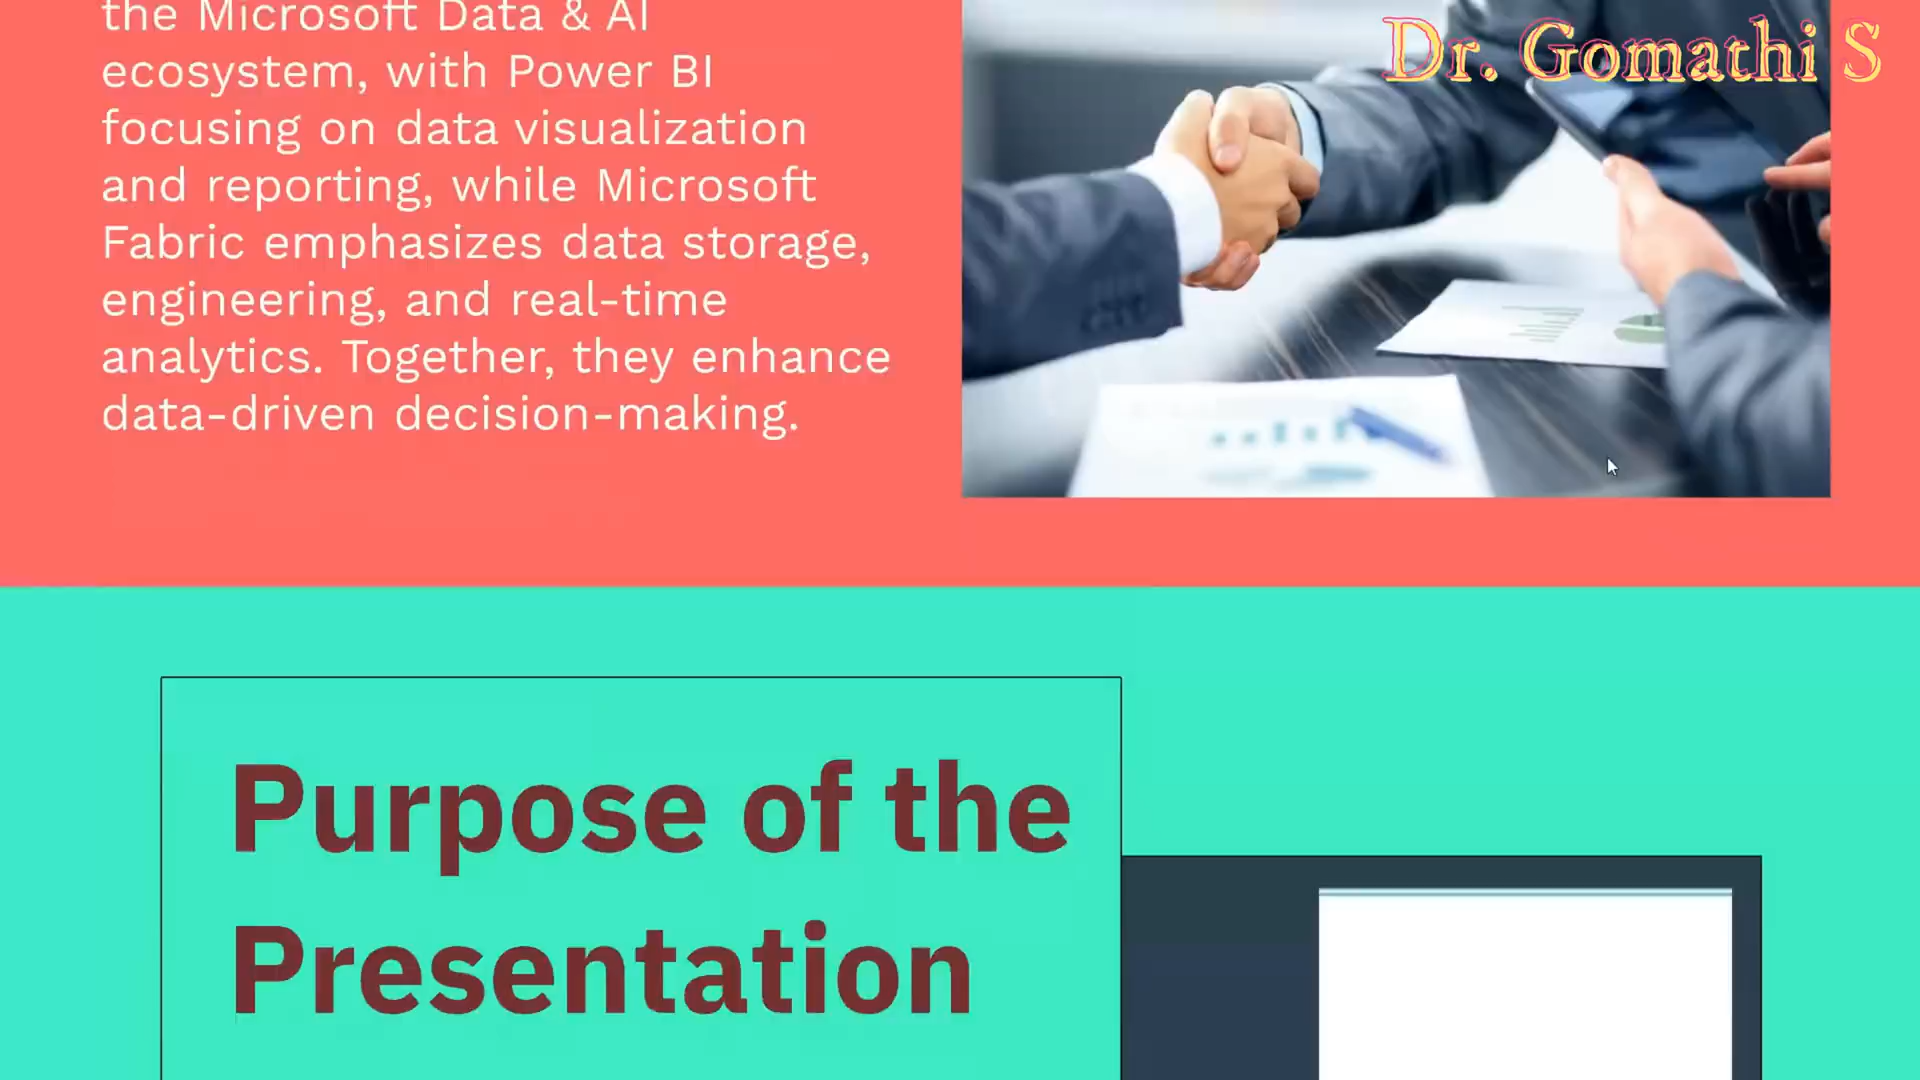 Dr. Gomathi S
the Microsoft Data & AI
ecosystem, with Power BI
focusing on data visualization
and reporting, while Microsoft
Fabric emphasizes data storage,
engineering, and real-time
analytics. Together, they enhance
data-driven decision-making.
Purpose of the
Presentation